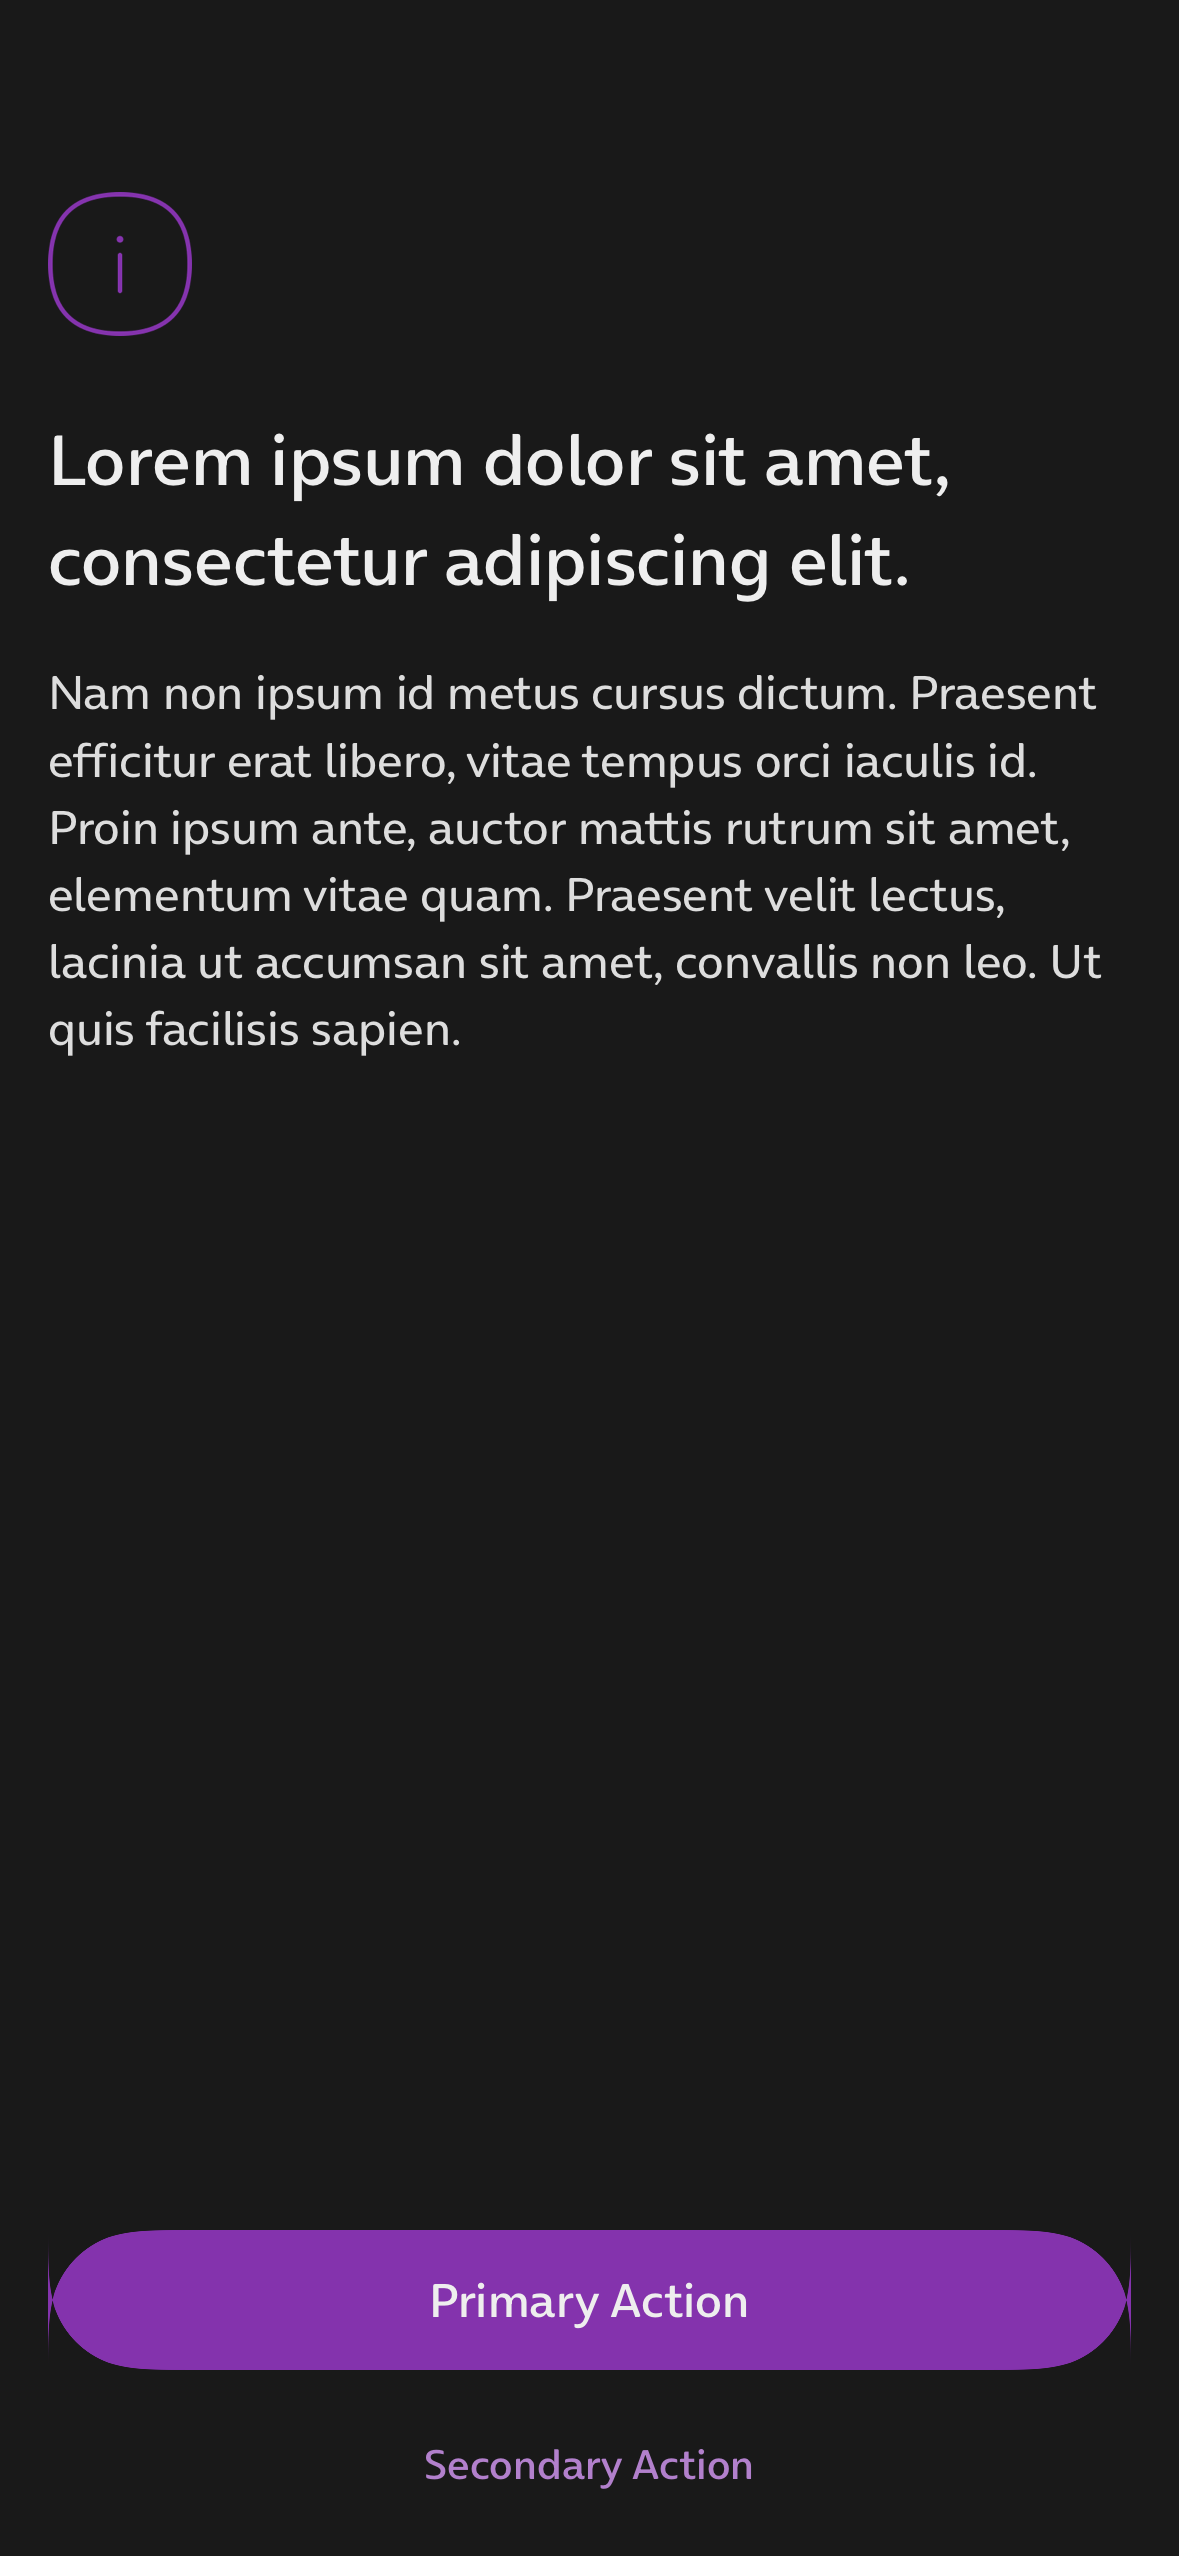 i
Lorem ipsum dolor sit amet,
consectetur adipiscing elit.
Nam non ipsum id metus cursus dictum. Praesent
efficitur erat libero, vitae tempus orci iaculis id.
Proin ipsum ante, auctor mattis rutrum sit amet,
elementum vitae quam. Praesent velit lectus,
lacinia ut accumsan sit amet, convallis non leo. Ut
quis facilisis sapien.
Primary Action
Secondary Action